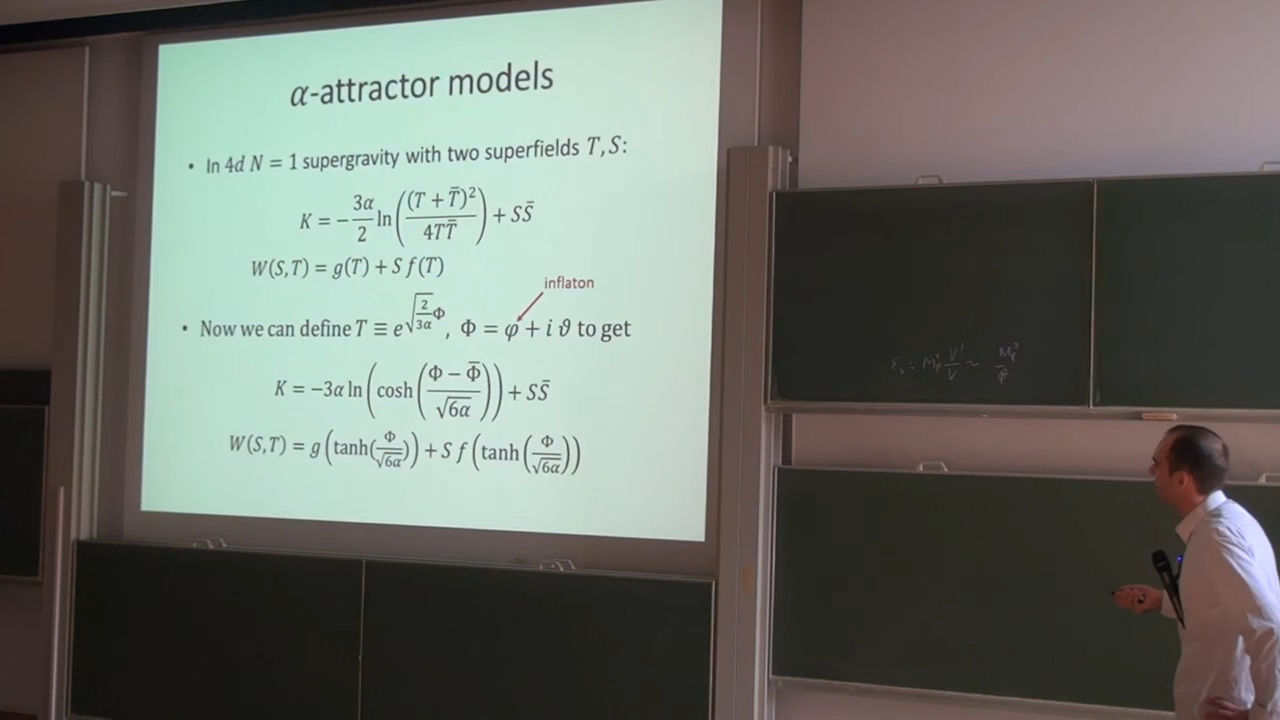 α-attractor models
• In 4d N = 1 supergravity with two superfields T, S:
K = −3α/2 ln((T + T̄)²/4TT̄) + SS̄
W(S, T) = g(T) + S f(T)
inflaton
• Now we can define T ≡ e^(√(2/3α)Φ), Φ = φ + i ϑ to get
K = −3α ln(cosh((Φ − Φ̄)/√6α)) + SS̄
W(S, T) = g(tanh(Φ/√6α)) + S f(tanh(Φ/√6α))